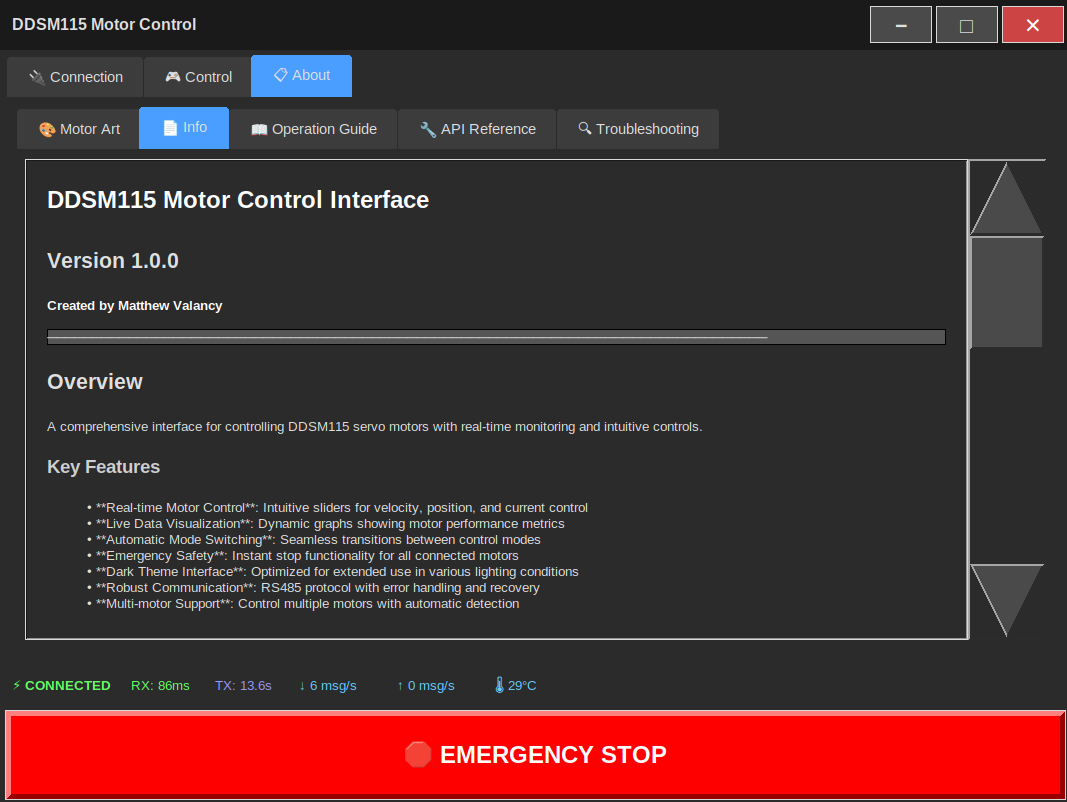 DDSM115 Motor Control
Connection
Control
About
Motor Art
Info
Operation Guide
API Reference
Troubleshooting
DDSM115 Motor Control Interface
Version 1.0.0
Created by Matthew Valancy
Overview
A comprehensive interface for controlling DDSM115 servo motors with real-time monitoring and intuitive controls.
Key Features
• **Real-time Motor Control**: Intuitive sliders for velocity, position, and current control
• **Live Data Visualization**: Dynamic graphs showing motor performance metrics
• **Automatic Mode Switching**: Seamless transitions between control modes
• **Emergency Safety**: Instant stop functionality for all connected motors
• **Dark Theme Interface**: Optimized for extended use in various lighting conditions
• **Robust Communication**: RS485 protocol with error handling and recovery
• **Multi-motor Support**: Control multiple motors with automatic detection
⚡ CONNECTED RX: 86ms TX: 13.6s ↓ 6 msg/s ↑ 0 msg/s 🌡 29°C
EMERGENCY STOP